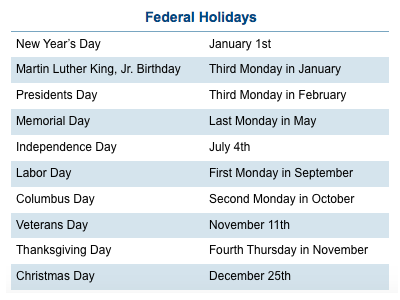 Federal Holidays
New Year’s Day January 1st
Martin Luther King, Jr. Birthday Third Monday in January
Presidents Day Third Monday in February
Memorial Day Last Monday in May
Independence Day July 4th
Labor Day First Monday in September
Columbus Day Second Monday in October
Veterans Day November 11th
Thanksgiving Day Fourth Thursday in November
Christmas Day December 25th